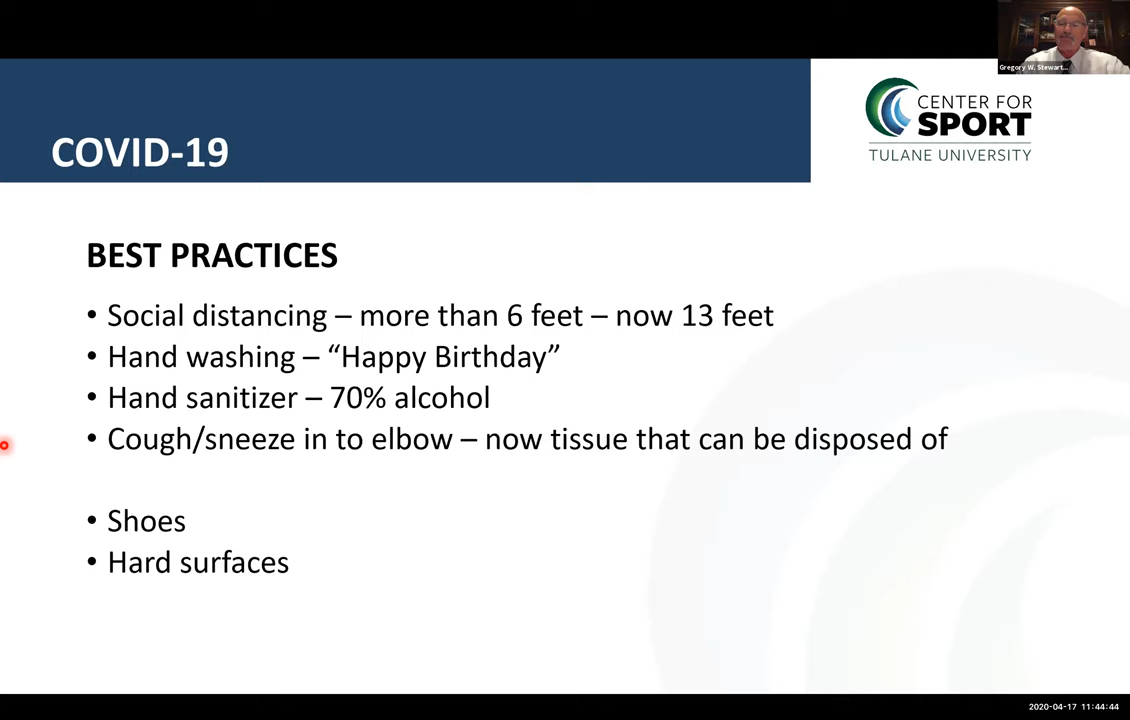 Gregory W. Stewart...
CENTER FOR
SPORT
TULANE UNIVERSITY
COVID-19
BEST PRACTICES
• Social distancing – more than 6 feet – now 13 feet
• Hand washing – “Happy Birthday”
• Hand sanitizer – 70% alcohol
• Cough/sneeze in to elbow – now tissue that can be disposed of
• Shoes
• Hard surfaces
2020-04-17 11:44:44